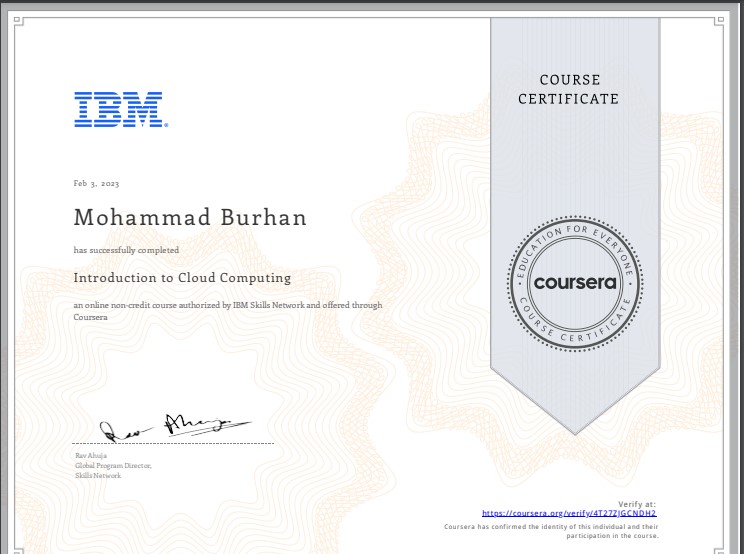 COURSE
CERTIFICATE
IBM®
Feb 3, 2023
Mohammad Burhan
has successfully completed
Introduction to Cloud Computing
an online non-credit course authorized by IBM Skills Network and offered through
Coursera
EDUCATION FOR EVERYONE
coursera
COURSE CERTIFICATE
Rav Ahuja
Global Program Director,
Skills Network
Verify at:
https://coursera.org/verify/4T27ZJGCNDH2
Coursera has confirmed the identity of this individual and their
participation in the course.